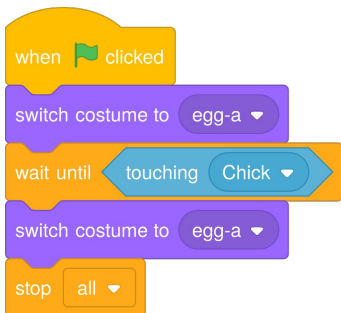 when clicked
switch costume to egg-a
wait until touching Chick
switch costume to egg-a
stop all